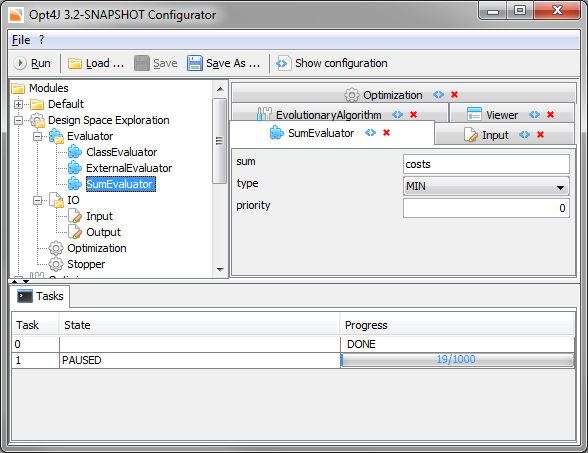 Opt4J 3.2-SNAPSHOT Configurator
File ?
Run Load ... Save Save As ... Show configuration
Modules
Default
Design Space Exploration
Evaluator
ClassEvaluator
ExternalEvaluator
SumEvaluator
IO
Input
Output
Optimization
Stopper
Optimization
EvolutionaryAlgorithm Viewer
SumEvaluator Input
sum costs
type MIN
priority 0
Tasks
Task State Progress
0 DONE
1 PAUSED 19/1000